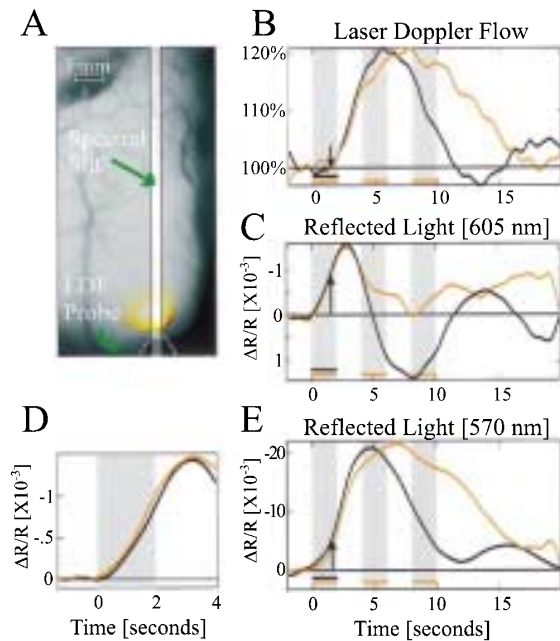 A
1mm
Spectral
Slit
LDF
Probe
B
Laser Doppler Flow
120%
110%
100%
0 5 10 15
C
Reflected Light [605 nm]
ΔR/R [X10⁻³]
-1
0
1
0 5 10 15
D
ΔR/R [X10⁻³]
-1
-.5
0
0 2 4
Time [seconds]
E
Reflected Light [570 nm]
ΔR/R [X10⁻³]
-20
-10
0
0 5 10 15
Time [seconds]